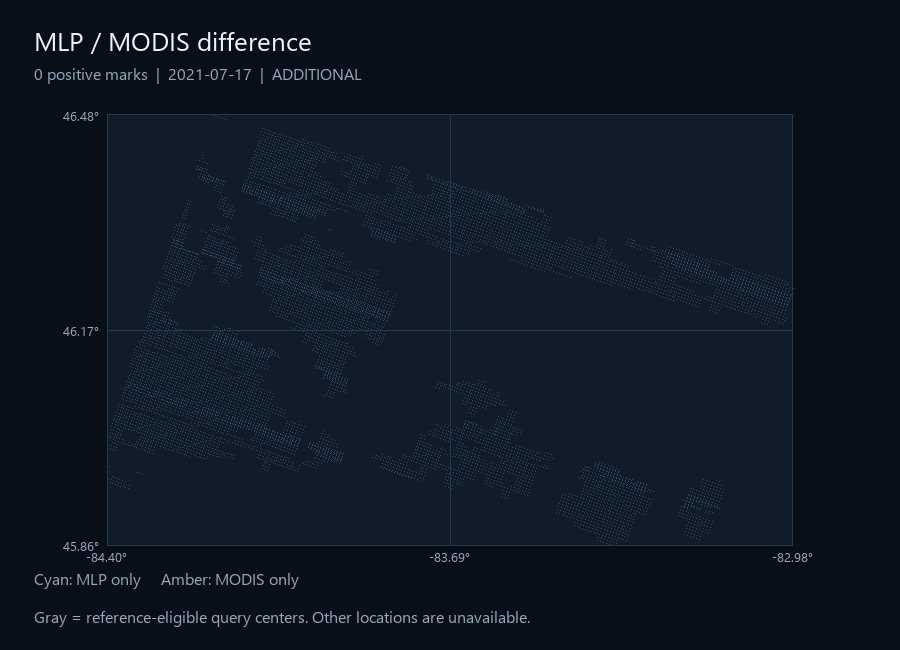 MLP / MODIS difference
0 positive marks | 2021-07-17 | ADDITIONAL
46.48°
46.17°
45.86°
-84.40° -83.69° -82.98°
Cyan: MLP only Amber: MODIS only
Gray = reference-eligible query centers. Other locations are unavailable.